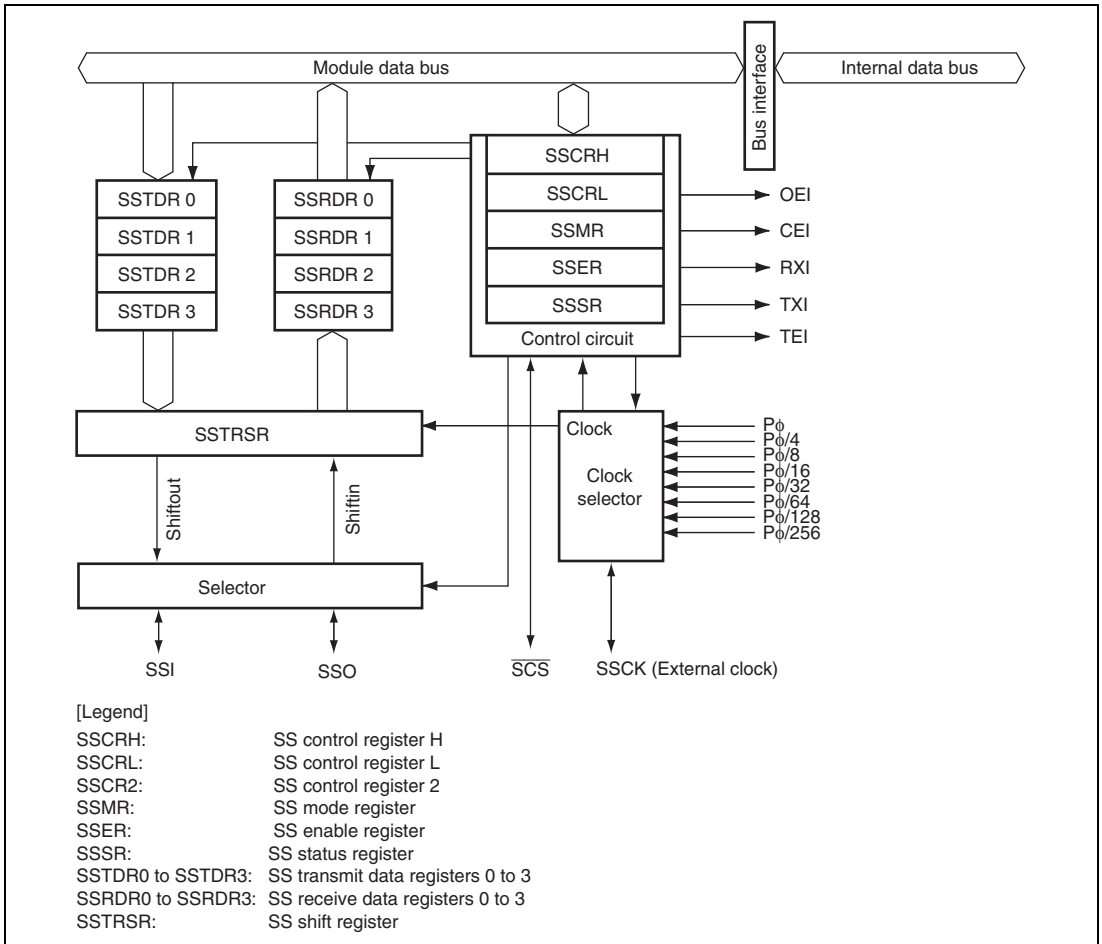 Module data bus
Bus interface
Internal data bus
SSCRH
SSTDR 0
SSRDR 0
SSCRL
OEI
SSTDR 1
SSRDR 1
SSMR
CEI
SSTDR 2
SSRDR 2
SSER
RXI
SSTDR 3
SSRDR 3
SSSR
TXI
Control circuit
TEI
SSTRSR
Clock
Clock
selector
Pϕ
Pϕ/4
Pϕ/8
Pϕ/16
Pϕ/32
Pϕ/64
Pϕ/128
Pϕ/256
Shiftout
Shiftin
Selector
SSI
SSO
S̅C̅S̅
SSCK (External clock)
[Legend]
SSCRH: SS control register H
SSCRL: SS control register L
SSCR2: SS control register 2
SSMR: SS mode register
SSER: SS enable register
SSSR: SS status register
SSTDR0 to SSTDR3: SS transmit data registers 0 to 3
SSRDR0 to SSRDR3: SS receive data registers 0 to 3
SSTRSR: SS shift register